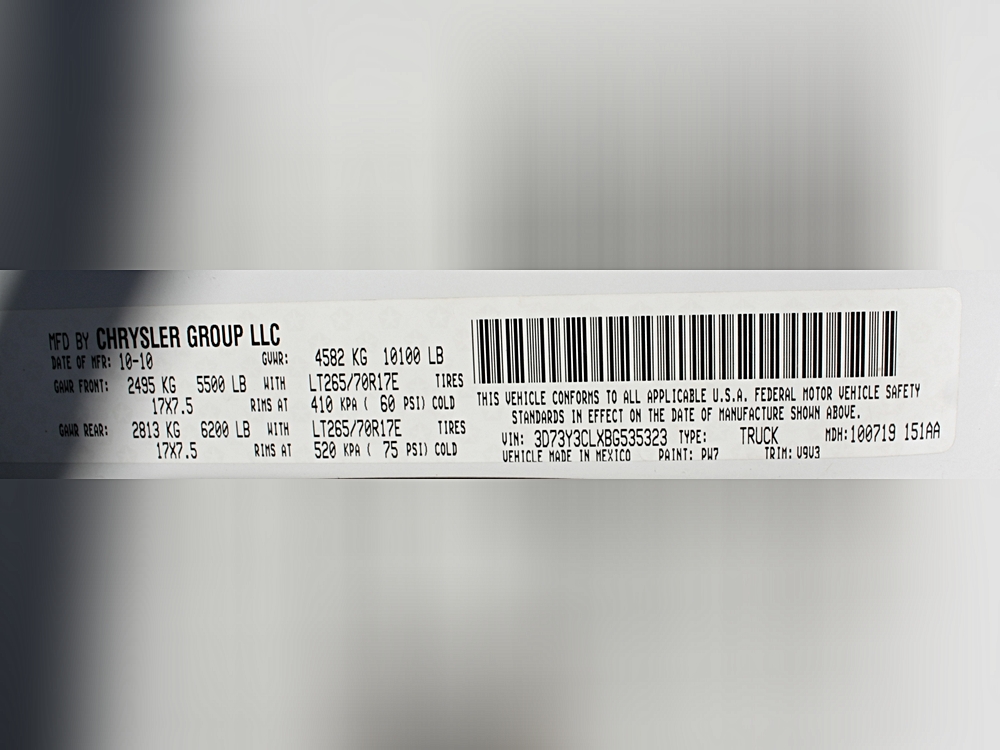 MFD BY CHRYSLER GROUP LLC
DATE OF MFR: 10-10 GVWR: 4582 KG 10100 LB
GAWR FRONT: 2495 KG 5500 LB WITH LT265/70R17E TIRES
17X7.5 RIMS AT 410 KPA ( 60 PSI) COLD
GAWR REAR: 2813 KG 6200 LB WITH LT265/70R17E TIRES
17X7.5 RIMS AT 520 KPA ( 75 PSI) COLD
THIS VEHICLE CONFORMS TO ALL APPLICABLE U.S.A. FEDERAL MOTOR VEHICLE SAFETY
STANDARDS IN EFFECT ON THE DATE OF MANUFACTURE SHOWN ABOVE.
VIN: 3D73Y3CLXBG535323 TYPE: TRUCK MDH:100719 151AA
VEHICLE MADE IN MEXICO PAINT: PW7 TRIM: V9V3